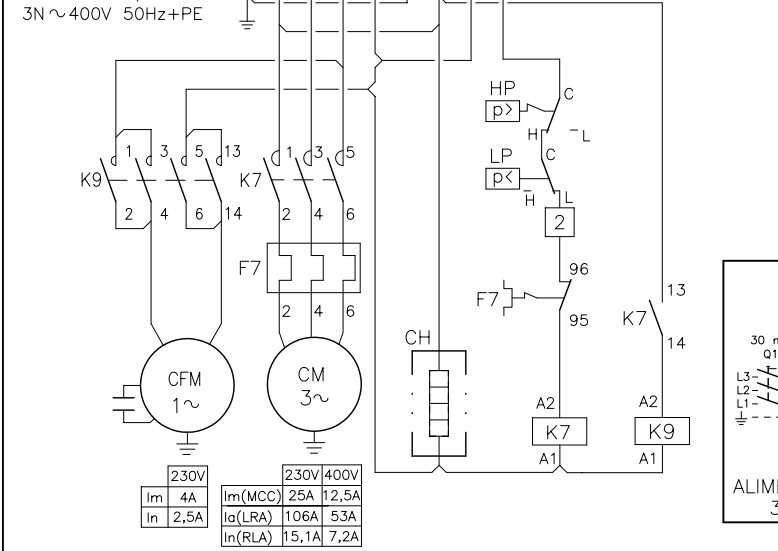 3N~400V 50Hz+PE
HP
C
p>
H
L
LP
C
p<
H
L
2
K9
1
3
5
13
2
4
6
14
K7
1
3
5
2
4
6
F7
2
4
6
F7
96
95
K7
13
14
CH
CFM
1~
CM
3~
A2
K7
A1
A2
K9
A1
230V
Im 4A
In 2,5A
230V 400V
Im(MCC) 25A 12,5A
Ia(LRA) 106A 53A
In(RLA) 15,1A 7,2A
30 m
Q1
L3
L2
L1
ALIM
3